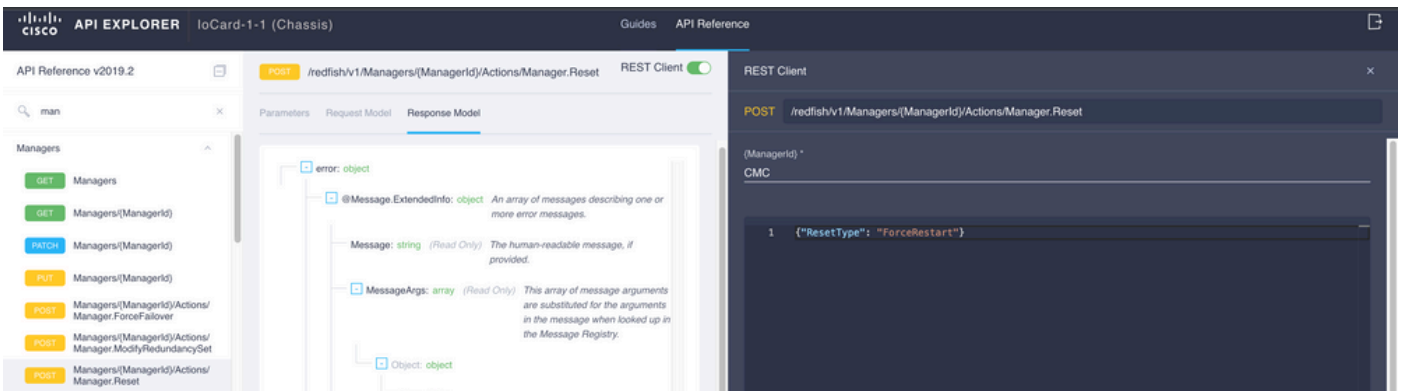 CISCO API EXPLORER IoCard-1-1 (Chassis) Guides API Reference
API Reference v2019.2
man
Managers
GET Managers
GET Managers/{ManagerId}
PATCH Managers/{ManagerId}
PUT Managers/{ManagerId}
POST Managers/{ManagerId}/Actions/
Manager.ForceFailover
POST Managers/{ManagerId}/Actions/
Manager.ModifyRedundancySet
POST Managers/{ManagerId}/Actions/
Manager.Reset
POST /redfish/v1/Managers/{ManagerId}/Actions/Manager.Reset REST Client
Parameters Request Model Response Model
error: object
@Message.ExtendedInfo: object An array of messages describing one or
more error messages.
Message: string (Read Only) The human-readable message, if
provided.
MessageArgs: array (Read Only) This array of message arguments
are substituted for the arguments
in the message when looked up in
the Message Registry.
Object: object
REST Client
POST /redfish/v1/Managers/{ManagerId}/Actions/Manager.Reset
{ManagerId} *
CMC
1 {"ResetType": "ForceRestart"}